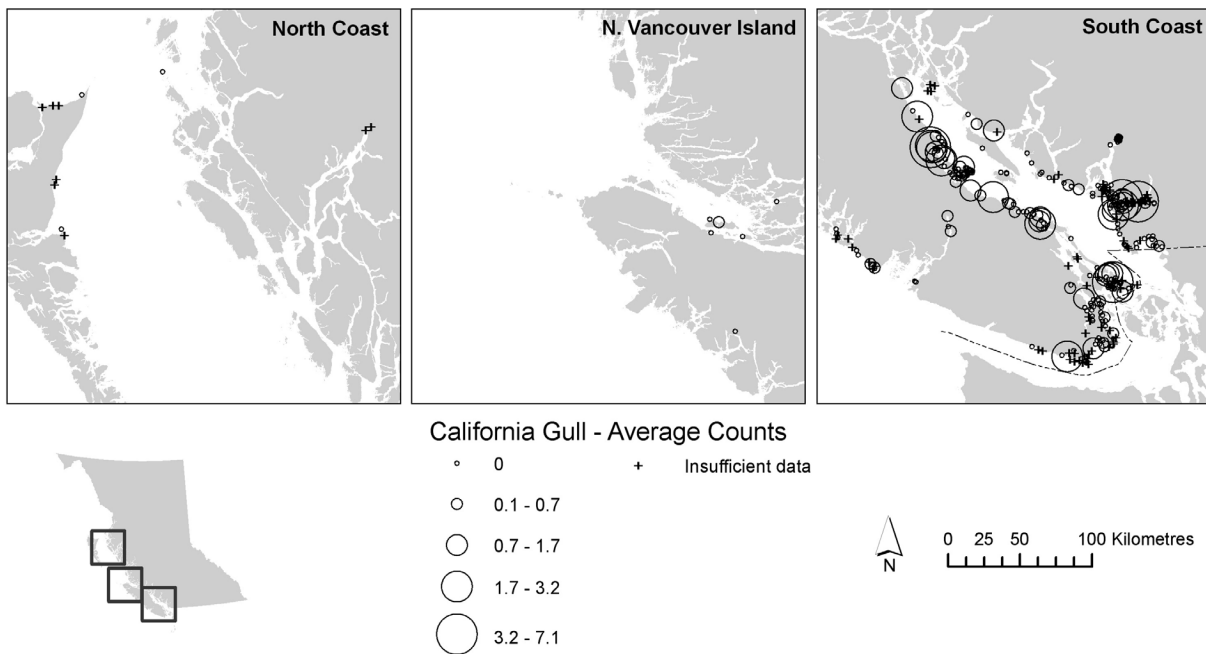 North Coast
N. Vancouver Island
South Coast
California Gull - Average Counts
0
+ Insufficient data
0.1 - 0.7
0.7 - 1.7
1.7 - 3.2
3.2 - 7.1
N
0 25 50 100 Kilometres